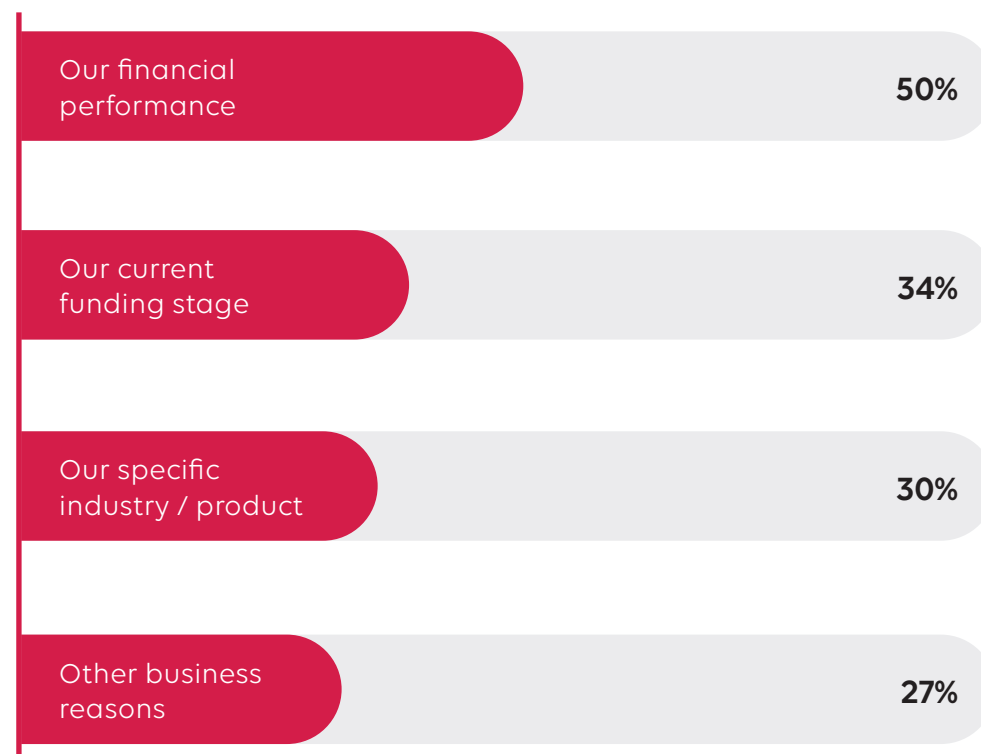 Our financial
performance
50%
Our current
funding stage
34%
Our specific
industry / product
30%
Other business
reasons
27%